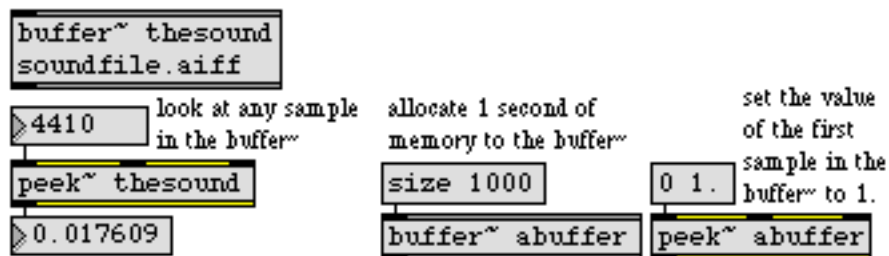 buffer~ thesound
soundfile.aiff
4410
look at any sample
in the buffer~
peek~ thesound
0.017609
allocate 1 second of
memory to the buffer~
size 1000
buffer~ abuffer
set the value
of the first
sample in the
buffer~ to 1.
0 1.
peek~ abuffer